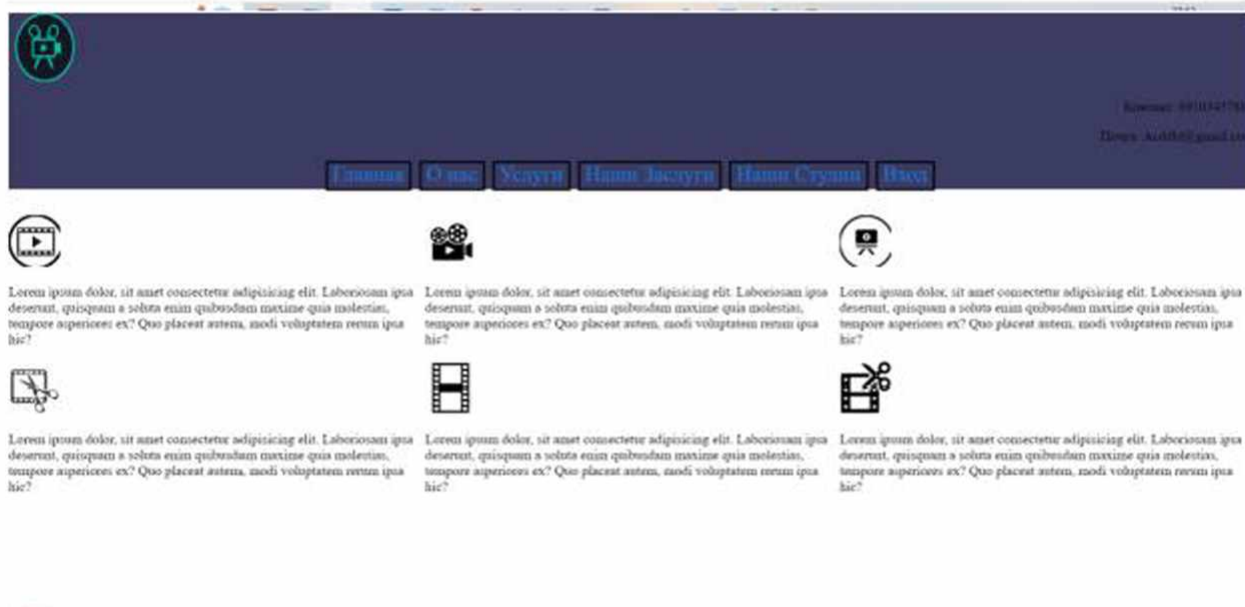 Главная О нас Услуги Наши Заслуги Наши Студии Вход
Lorem ipsum dolor, sit amet consectetur adipisicing elit. Laboriosam ipsa
deserunt, quisquam a soluta enim quibusdam maxime quia molestias,
tempore asperiores ex? Quo placeat autem, modi voluptatem rerum ipsa
hic?
Lorem ipsum dolor, sit amet consectetur adipisicing elit. Laboriosam ipsa
deserunt, quisquam a soluta enim quibusdam maxime quia molestias,
tempore asperiores ex? Quo placeat autem, modi voluptatem rerum ipsa
hic?
Lorem ipsum dolor, sit amet consectetur adipisicing elit. Laboriosam ipsa
deserunt, quisquam a soluta enim quibusdam maxime quia molestias,
tempore asperiores ex? Quo placeat autem, modi voluptatem rerum ipsa
hic?
Lorem ipsum dolor, sit amet consectetur adipisicing elit. Laboriosam ipsa
deserunt, quisquam a soluta enim quibusdam maxime quia molestias,
tempore asperiores ex? Quo placeat autem, modi voluptatem rerum ipsa
hic?
Lorem ipsum dolor, sit amet consectetur adipisicing elit. Laboriosam ipsa
deserunt, quisquam a soluta enim quibusdam maxime quia molestias,
tempore asperiores ex? Quo placeat autem, modi voluptatem rerum ipsa
hic?
Lorem ipsum dolor, sit amet consectetur adipisicing elit. Laboriosam ipsa
deserunt, quisquam a soluta enim quibusdam maxime quia molestias,
tempore asperiores ex? Quo placeat autem, modi voluptatem rerum ipsa
hic?